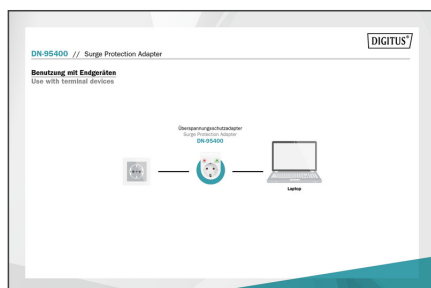 DIGITUS®
DN-95400 // Surge Protection Adapter
Benutzung mit Endgeräten
Use with terminal devices
Überspannungsschutzadapter
Surge Protection Adapter
DN-95400
Laptop